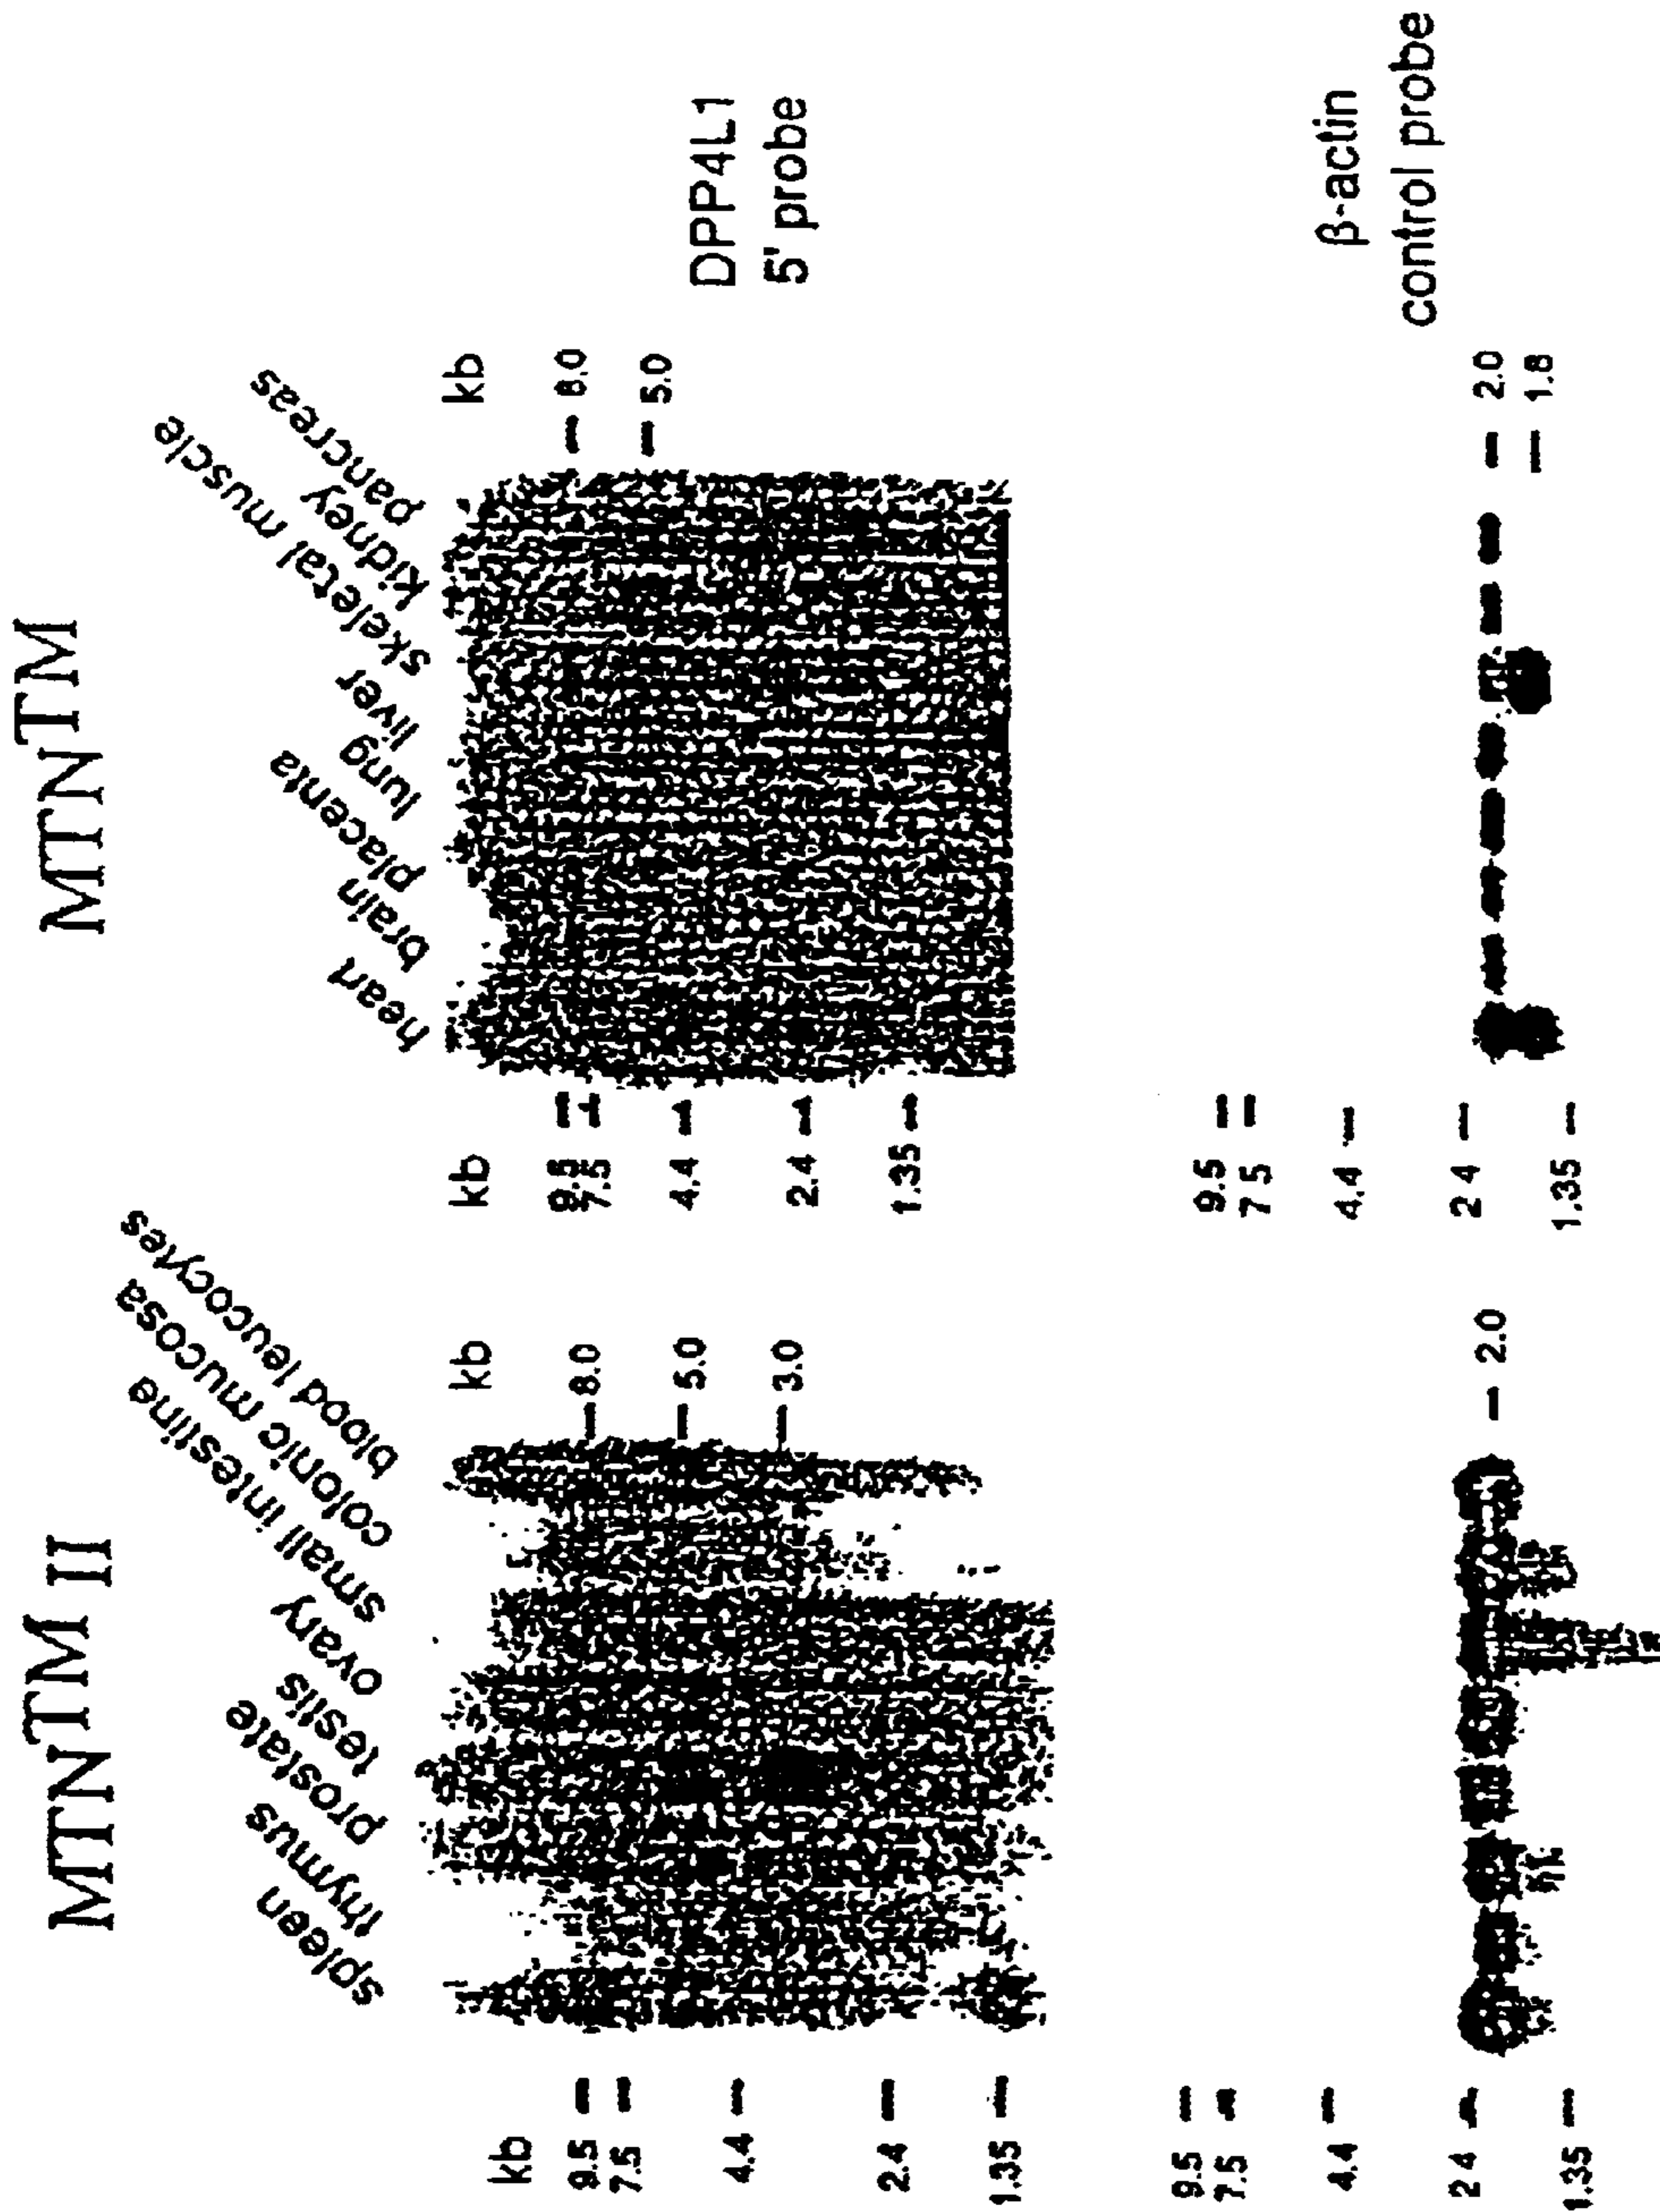 MTN™ II
spleen
thymus
prostate
testis
ovary
small intestine
colonic mucosa
blood leucocytes
kb
9.5
7.5
4.4
2.4
1.35
kb
8.0
5.0
3.0
9.5
7.5
4.4
2.4
1.35
2.0
MTN™
heart
brain
placenta
lung
liver
skeletal muscle
kidney
pancreas
kb
9.5
7.5
4.4
2.4
1.35
kb
8.0
5.0
DPP4L1
5' probe
9.5
7 5
4.4
2 4
1.35
2.0
1.8
β-actin
control probe